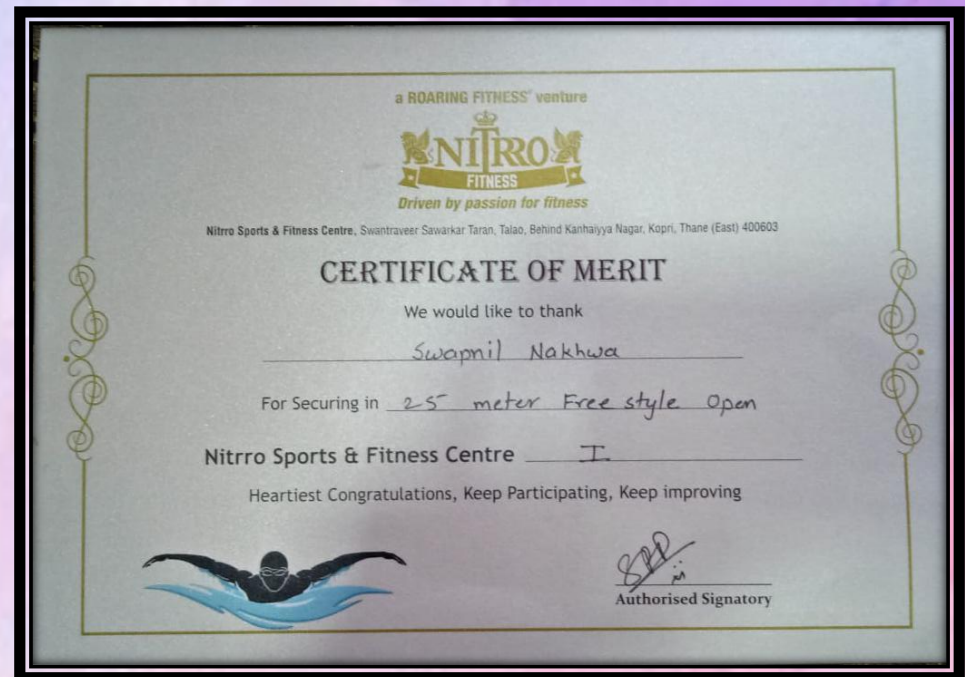 a ROARING FITNESS® venture
NITRRO
FITNESS
Driven by passion for fitness
Nitrro Sports & Fitness Centre, Swantraveer Sawarkar Taran, Talao, Behind Kanhaiyya Nagar, Kopri, Thane (East) 400603
CERTIFICATE OF MERIT
We would like to thank
Swapnil Nakhwa
For Securing in 25 meter Free style Open
Nitrro Sports & Fitness Centre I
Heartiest Congratulations, Keep Participating, Keep improving
Authorised Signatory